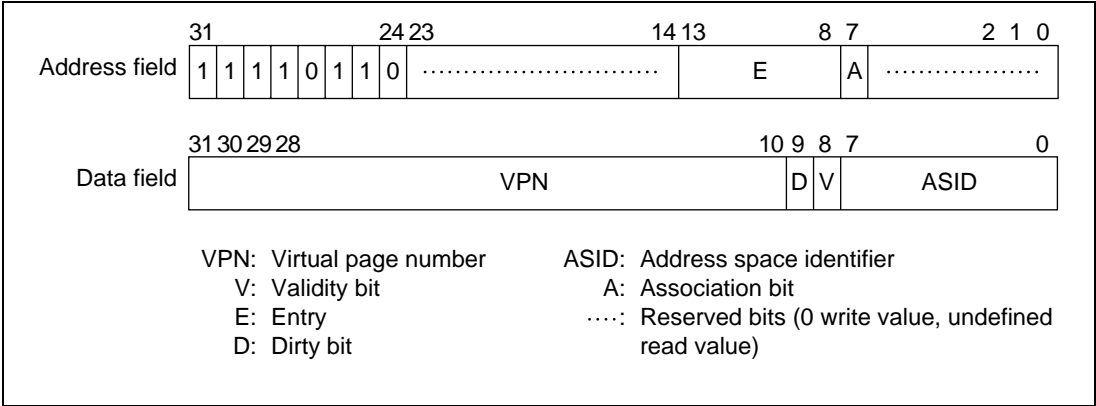 31 24 23 14 13 8 7 2 1 0
Address field 1 1 1 1 0 1 1 0 ............................. E A ...................
31 30 29 28 10 9 8 7 0
Data field VPN D V ASID
VPN: Virtual page number ASID: Address space identifier
V: Validity bit A: Association bit
E: Entry ....: Reserved bits (0 write value, undefined
D: Dirty bit read value)